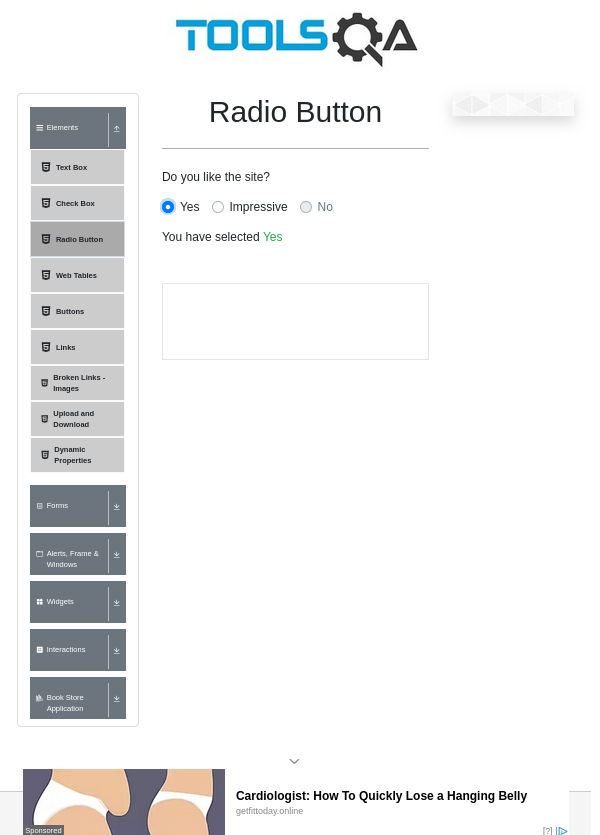 TOOLSQA
Radio Button
Elements
Text Box
Check Box
Radio Button
Web Tables
Buttons
Links
Broken Links -
Images
Upload and
Download
Dynamic
Properties
Forms
Alerts, Frame &
Windows
Widgets
Interactions
Book Store
Application
Do you like the site?
Yes Impressive No
You have selected Yes
Cardiologist: How To Quickly Lose a Hanging Belly
getfittoday.online
Sponsored
[?]